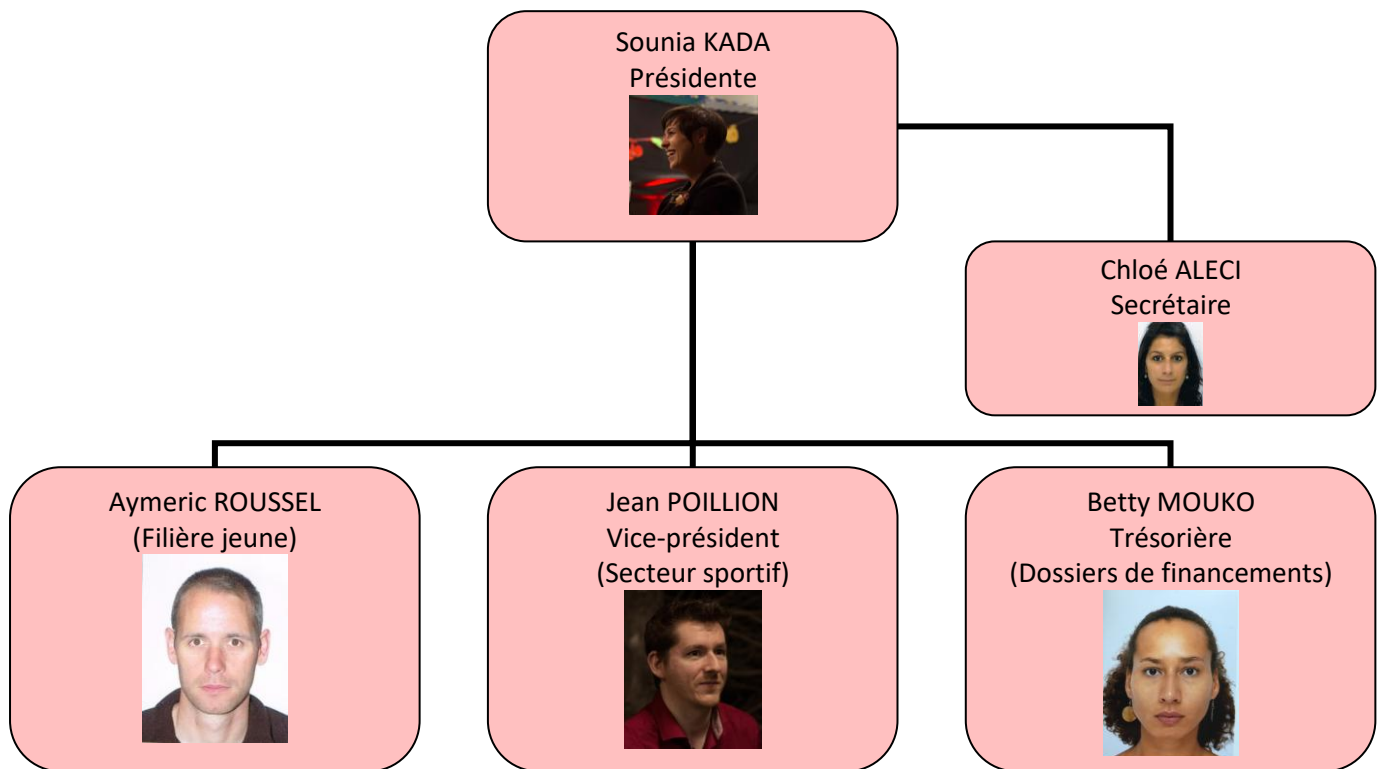 Sounia KADA
Présidente
Chloé ALECI
Secrétaire
Aymeric ROUSSEL
(Filière jeune)
Jean POILLION
Vice-président
(Secteur sportif)
Betty MOUKO
Trésorière
(Dossiers de financements)